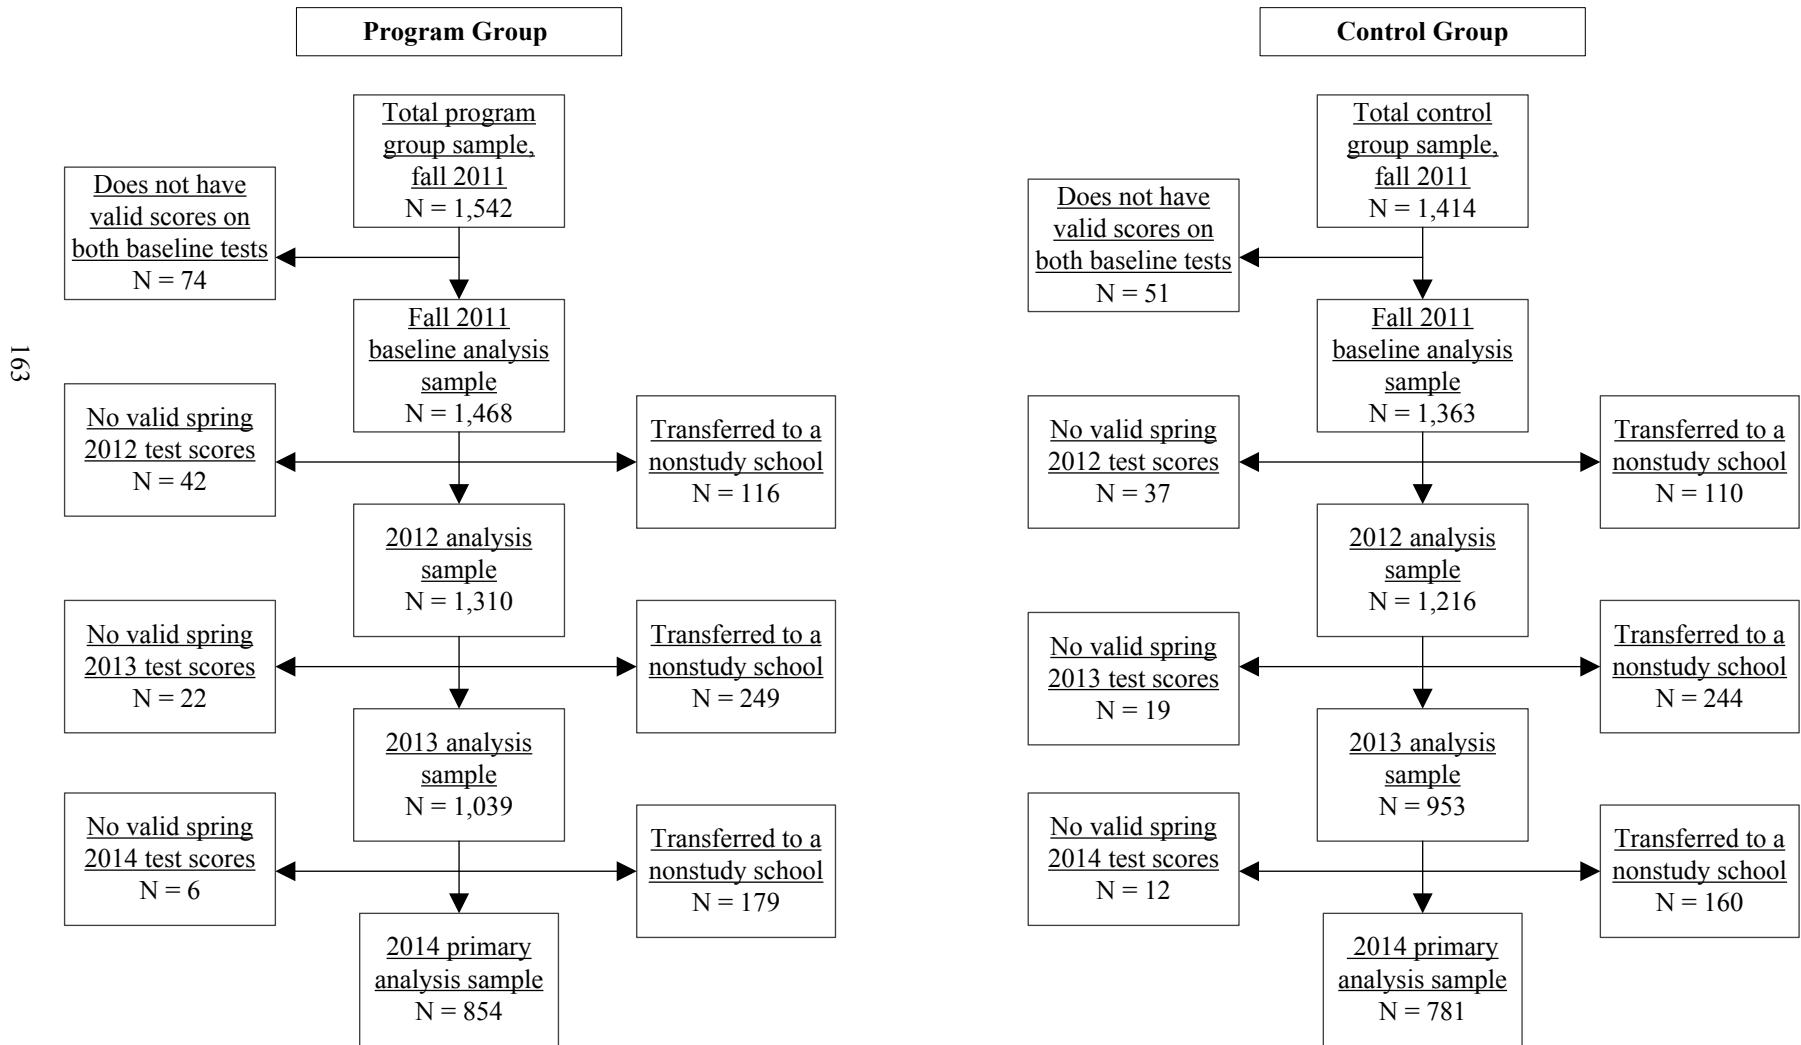 Program Group
Total program
group sample,
fall 2011
N = 1,542
Does not have
valid scores on
both baseline tests
N = 74
Fall 2011
baseline analysis
sample
N = 1,468
No valid spring
2012 test scores
N = 42
Transferred to a
nonstudy school
N = 116
2012 analysis
sample
N = 1,310
No valid spring
2013 test scores
N = 22
Transferred to a
nonstudy school
N = 249
2013 analysis
sample
N = 1,039
No valid spring
2014 test scores
N = 6
Transferred to a
nonstudy school
N = 179
2014 primary
analysis sample
N = 854
Control Group
Total control
group sample,
fall 2011
N = 1,414
Does not have
valid scores on
both baseline tests
N = 51
Fall 2011
baseline analysis
sample
N = 1,363
No valid spring
2012 test scores
N = 37
Transferred to a
nonstudy school
N = 110
2012 analysis
sample
N = 1,216
No valid spring
2013 test scores
N = 19
Transferred to a
nonstudy school
N = 244
2013 analysis
sample
N = 953
No valid spring
2014 test scores
N = 12
Transferred to a
nonstudy school
N = 160
2014 primary
analysis sample
N = 781
163